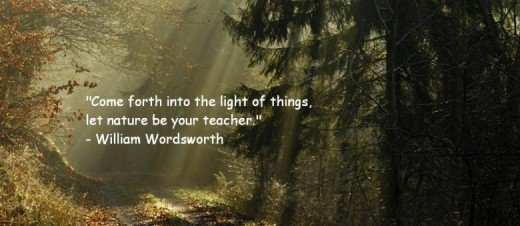 "Come forth into the light of things,
let nature be your teacher."
- William Wordsworth